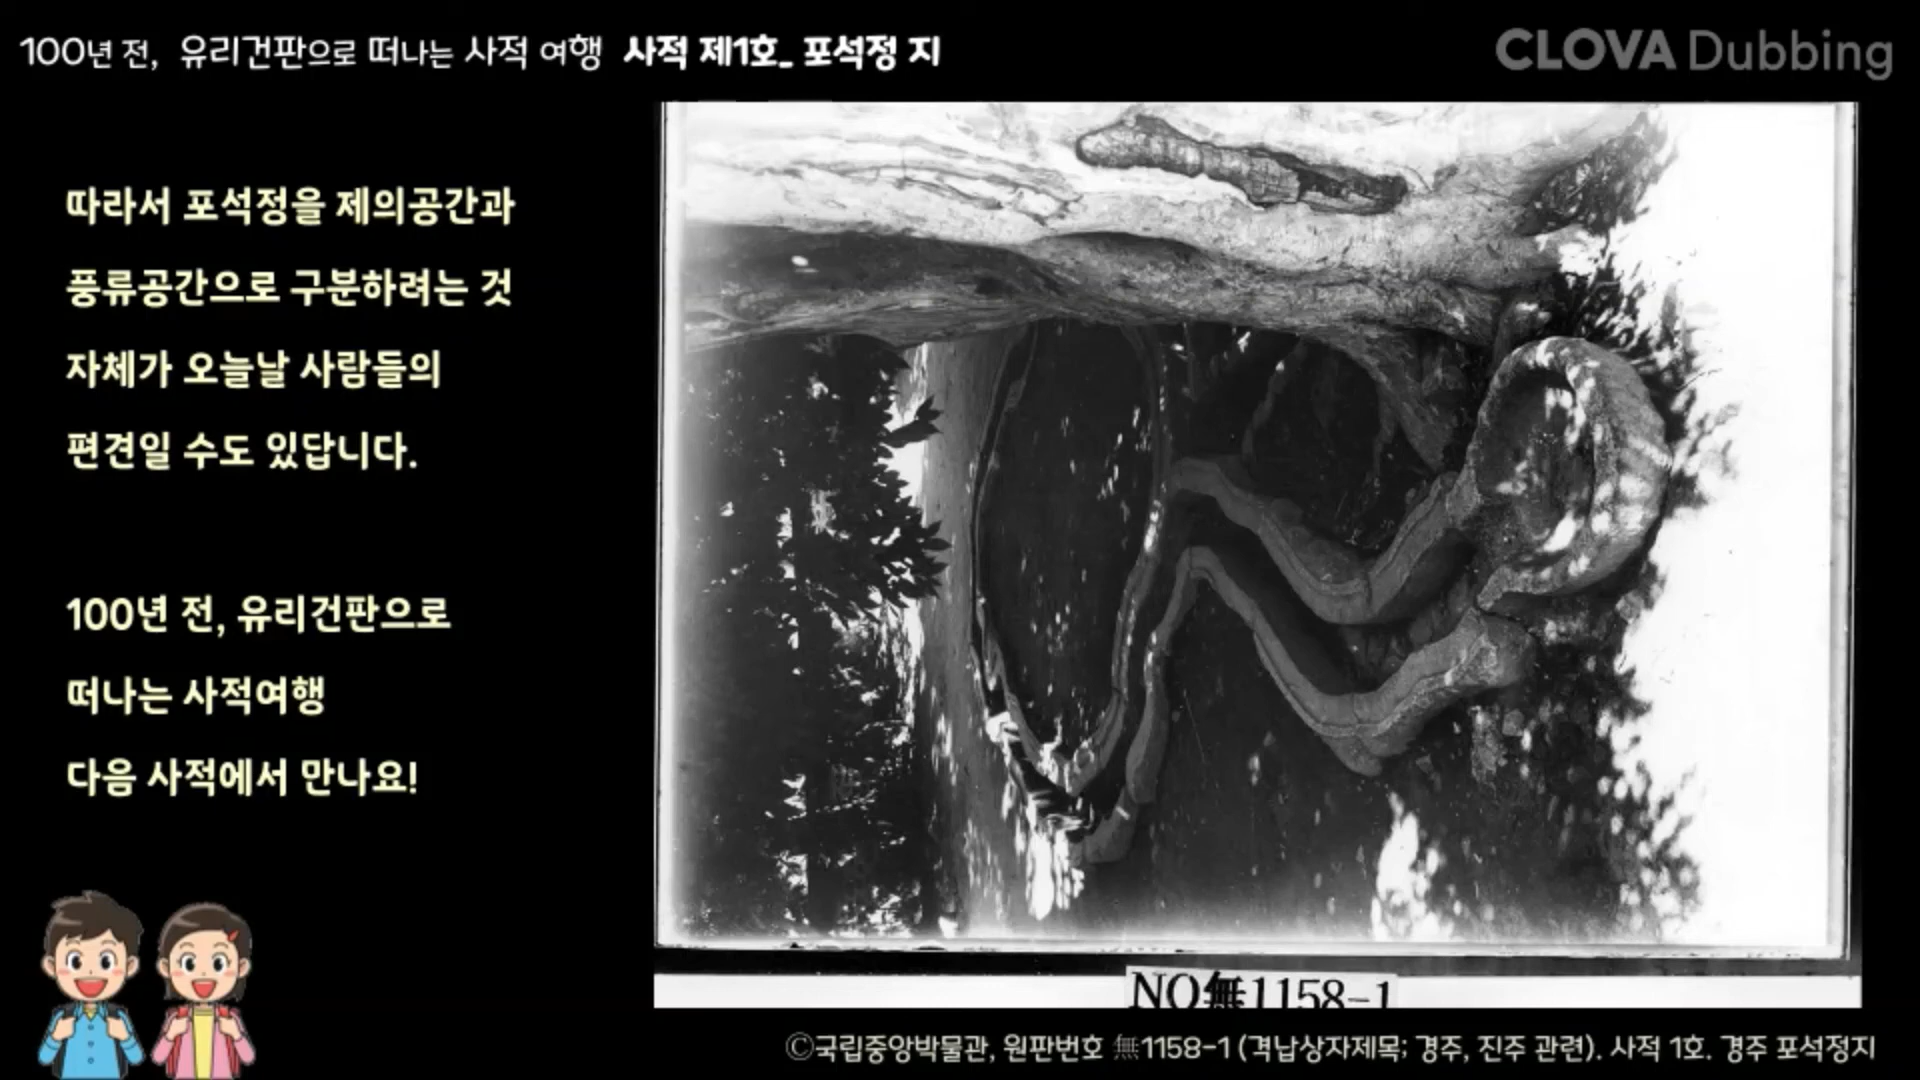 100년 전, 유리건판으로 떠나는 사적 여행 사적 제1호_ 포석정 지
CLOVA Dubbing
따라서 포석정을 제의공간과
풍류공간으로 구분하려는 것
자체가 오늘날 사람들의
편견일 수도 있답니다.
100년 전, 유리건판으로
떠나는 사적여행
다음 사적에서 만나요!
NO無1158-1
©국립중앙박물관, 원판번호 無1158-1 (격납상자제목; 경주, 진주 관련). 사적 1호. 경주 포석정지